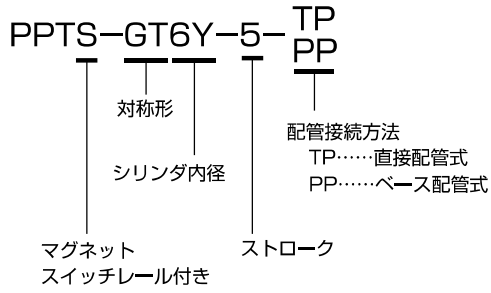 PPTS-GT6Y-5-TP
PP
対称形
シリンダ内径
配管接続方法
TP……直接配管式
PP……ベース配管式
マグネット
スイッチレール付き
ストローク